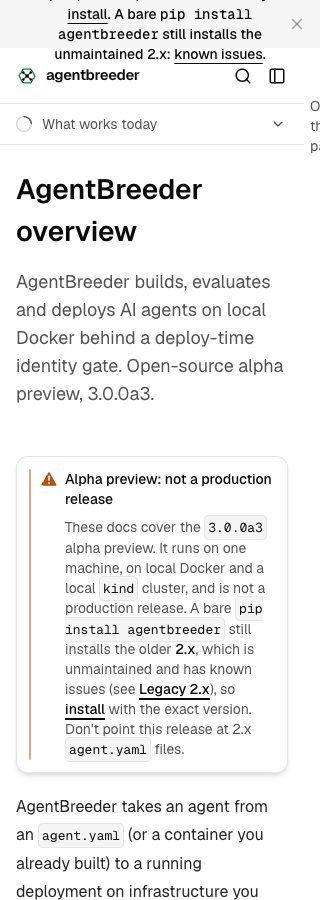 install. A bare pip install
agentbreeder still installs the
unmaintained 2.x: known issues.
agentbreeder
What works today
AgentBreeder
overview
AgentBreeder builds, evaluates
and deploys AI agents on local
Docker behind a deploy-time
identity gate. Open-source alpha
preview, 3.0.0a3.
Alpha preview: not a production
release
These docs cover the 3.0.0a3
alpha preview. It runs on one
machine, on local Docker and a
local kind cluster, and is not a
production release. A bare pip
install agentbreeder still
installs the older 2.x, which is
unmaintained and has known
issues (see Legacy 2.x), so
install with the exact version.
Don't point this release at 2.x
agent.yaml files.
AgentBreeder takes an agent from
an agent.yaml (or a container you
already built) to a running
deployment on infrastructure you